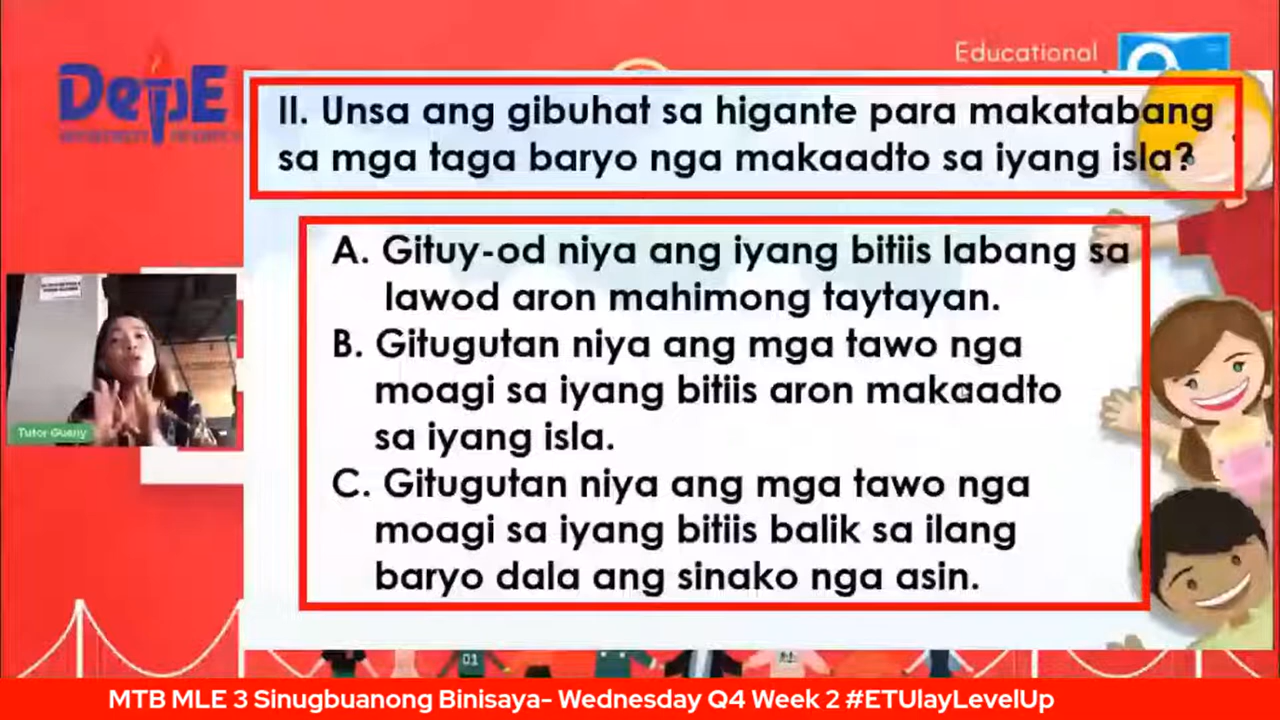 DepE
Educational
II. Unsa ang gibuhat sa higante para makatabang
sa mga taga baryo nga makaadto sa iyang isla?
A. Gituy-od niya ang iyang bitiis labang sa
lawod aron mahimong taytayan.
B. Gitugutan niya ang mga tawo nga
moagi sa iyang bitiis aron makaadto
sa iyang isla.
C. Gitugutan niya ang mga tawo nga
moagi sa iyang bitiis balik sa ilang
baryo dala ang sinako nga asin.
Tutor Gueny
01
MTB MLE 3 Sinugbuanong Binisaya- Wednesday Q4 Week 2 #ETUlayLevelUp